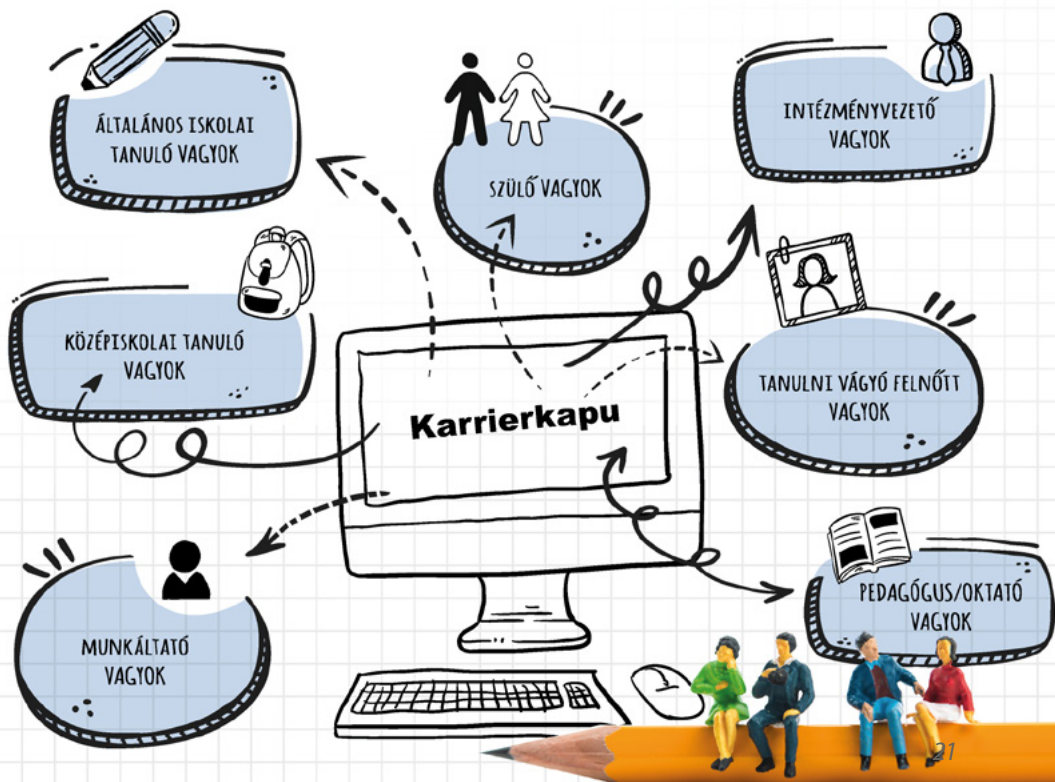 ÁLTALÁNOS ISKOLAI
TANULÓ VAGYOK
SZÜLŐ VAGYOK
INTÉZMÉNYVEZETŐ
VAGYOK
KÖZÉPISKOLAI TANULÓ
VAGYOK
Karrierkapu
TANULNI VÁGYÓ FELNŐTT
VAGYOK
MUNKÁLTATÓ
VAGYOK
PEDAGÓGUS/OKTATÓ
VAGYOK
21